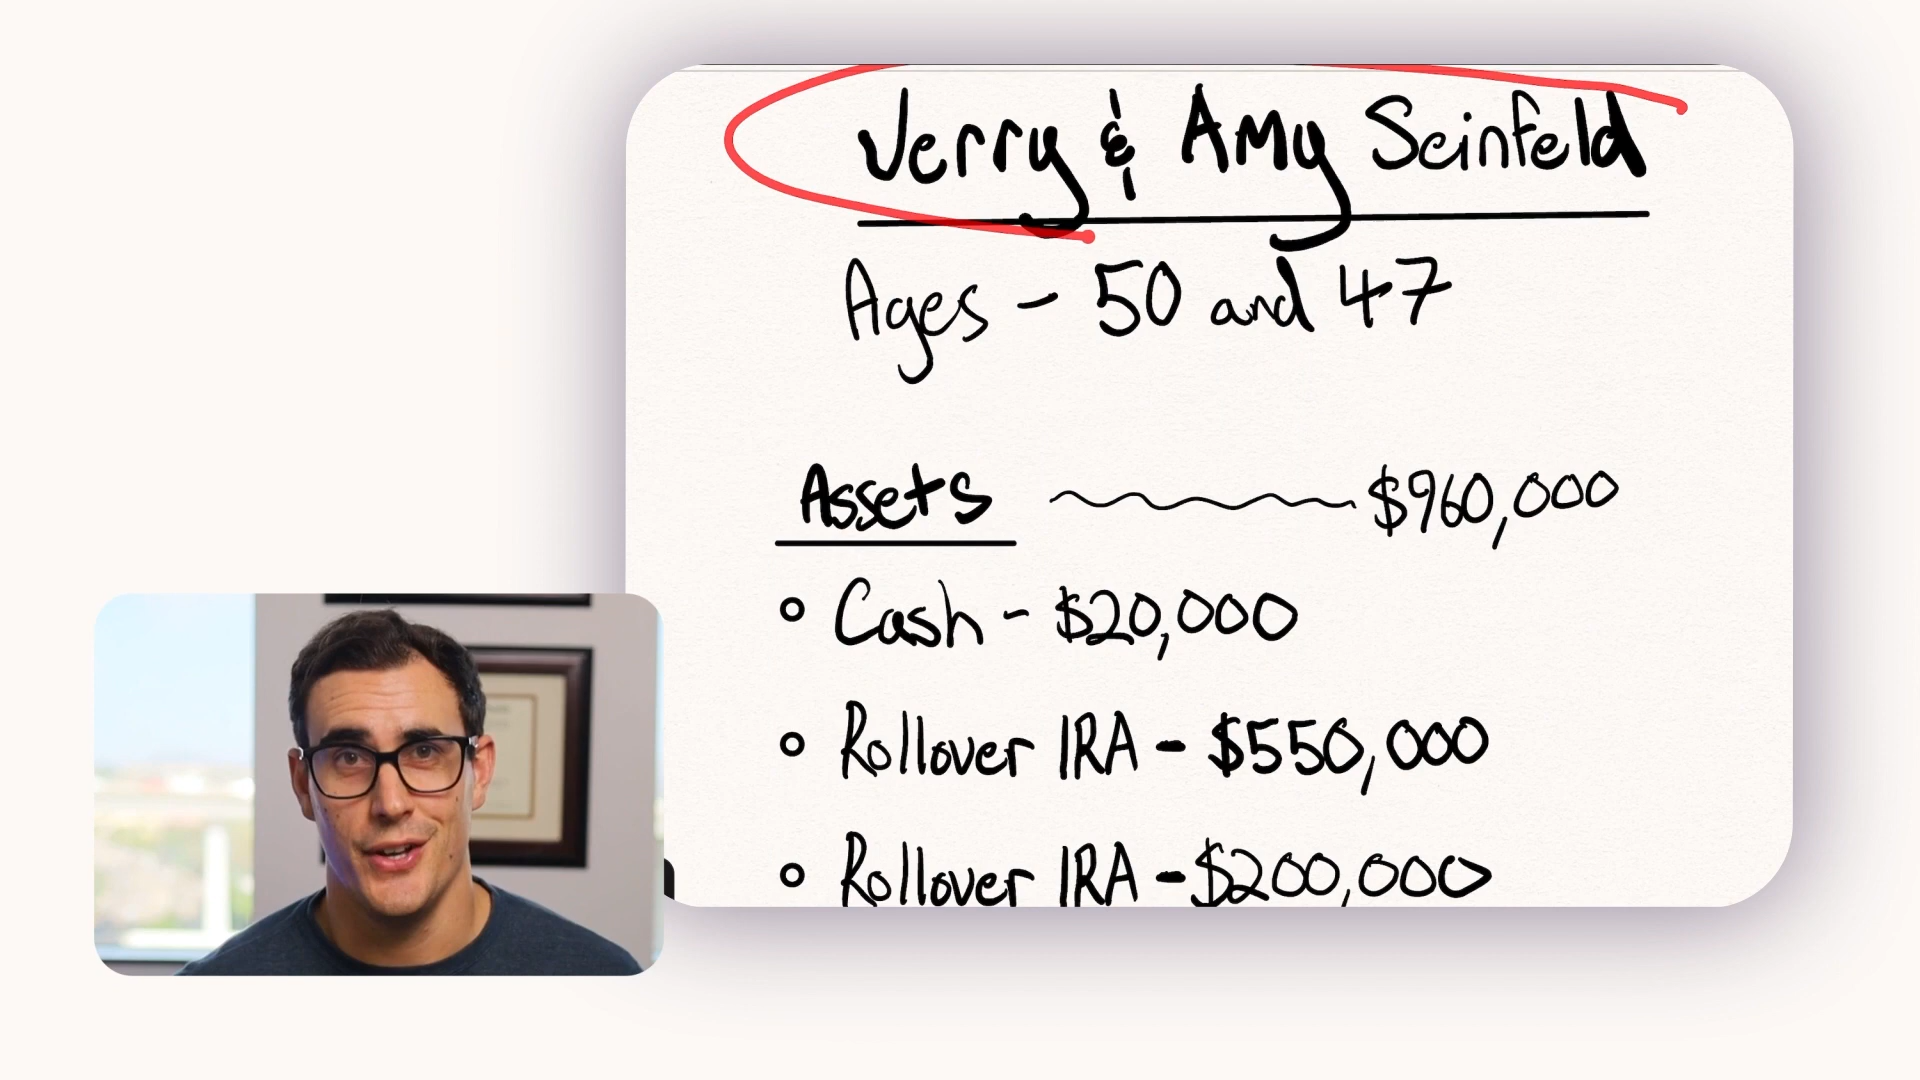 Jerry & Amy Seinfeld
Ages - 50 and 47
Assets $960,000
Cash - $20,000
Rollover IRA - $550,000
Rollover IRA - $200,000